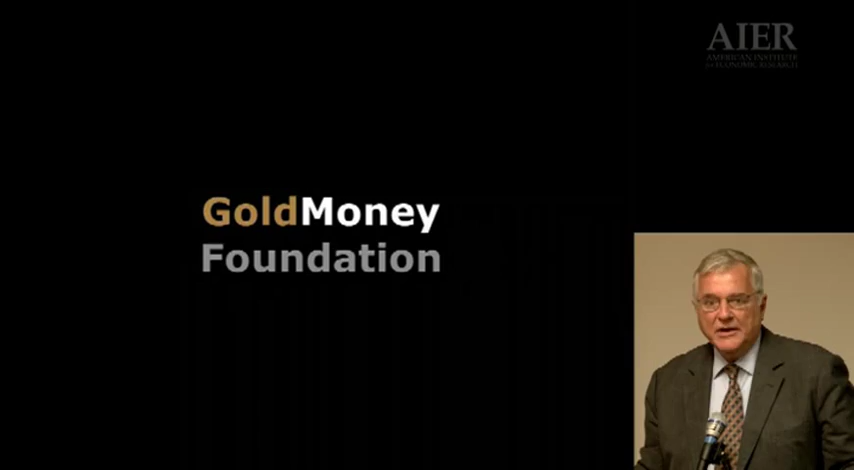 AIER
AMERICAN INSTITUTE
for ECONOMIC RESEARCH
GoldMoney
Foundation